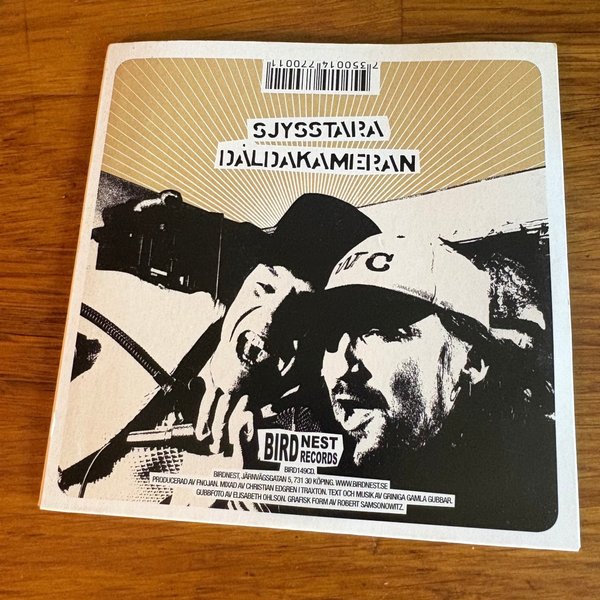 7 350014 770011
SJYSSTARA
DÅLDAKAMERAN
WC
BIRD NEST
RECORDS
BIRD149CD.
BIRDNEST, JÄRNVÄGSGATAN 5, 731 30 KÖPING. WWW.BIRDNEST.SE
PRODUCERAD AV FNOJAN. MIXAD AV CHRISTIAN EDGREN I TRAXTON. TEXT OCH MUSIK AV GRINIGA GAMLA GUBBAR.
GUBBFOTO AV ELISABETH OHLSON. GRAFISK FORM AV ROBERT SAMSONOWITZ.